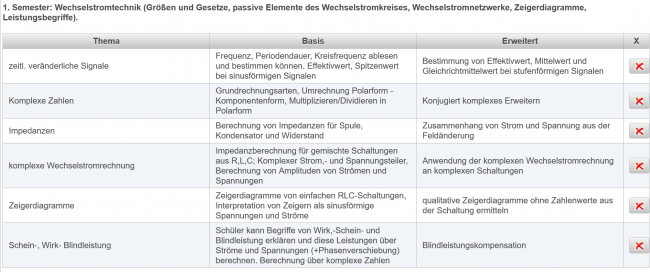 1. Semester: Wechselstromtechnik (Größen und Gesetze, passive Elemente des Wechselstromkreises, Wechselstromnetzwerke, Zeigerdiagramme,
Leistungsbegriffe).
Thema Basis Erweitert X
zeitl. veränderliche Signale
Frequenz, Periodendauer, Kreisfrequenz ablesen
und bestimmen können. Effektivwert, Spitzenwert
bei sinusförmigen Signalen
Bestimmung von Effektivwert, Mittelwert und
Gleichrichtmittelwert bei stufenförmigen Signalen
Komplexe Zahlen
Grundrechnungsarten, Umrechnung Polarform -
Komponentenform, Multiplizieren/Dividieren in
Polarform
Konjugiert komplexes Erweitern
Impedanzen
Berechnung von Impedanzen für Spule,
Kondensator und Widerstand
Zusammenhang von Strom und Spannung aus der
Feldänderung
komplexe Wechselstromrechnung
Impedanzberechnung für gemischte Schaltungen
aus R,L,C; Komplexer Strom,- und Spannungsteiler,
Berechnung von Amplituden von Strömen und
Spannungen
Anwendung der komplexen Wechselstromrechnung
an komplexen Schaltungen
Zeigerdiagramme
Zeigerdiagramme von einfachen RLC-Schaltungen,
Interpretation von Zeigern als sinusförmige
Spannungen und Ströme
qualitative Zeigerdiagramme ohne Zahlenwerte aus
der Schaltung ermitteln
Schein-, Wirk- Blindleistung
Schüler kann Begriffe von Wirk,-Schein- und
Blindleistung erklären und diese Leistungen über
Ströme und Spannungen (+Phasenverschiebung)
berechnen. Berechnung über komplexe Zahlen
Blindleistungskompensation